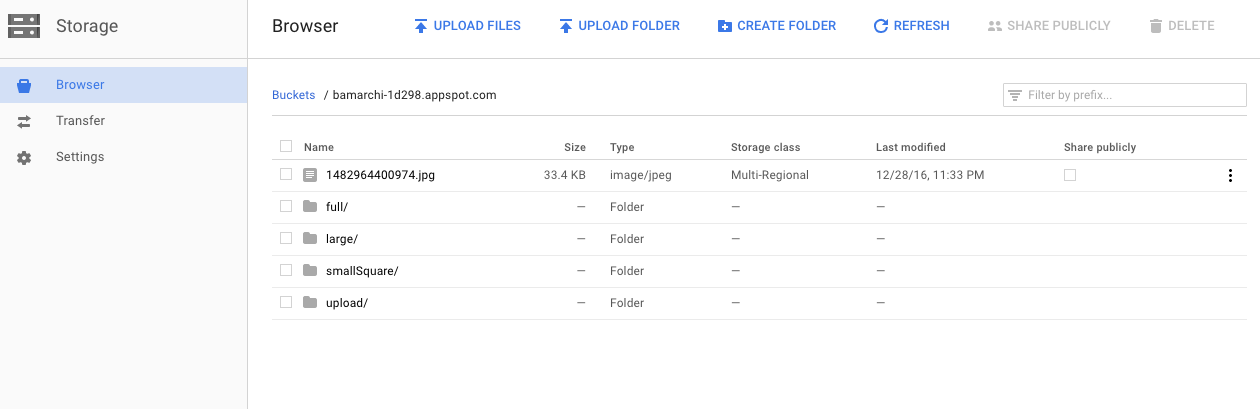 Storage
Browser
Transfer
Settings
Browser UPLOAD FILES UPLOAD FOLDER CREATE FOLDER REFRESH SHARE PUBLICLY DELETE
Buckets / bamarchi-1d298.appspot.com Filter by prefix...
Name Size Type Storage class Last modified Share publicly
1482964400974.jpg 33.4 KB image/jpeg Multi-Regional 12/28/16, 11:33 PM
full/ — Folder — —
large/ — Folder — —
smallSquare/ — Folder — —
upload/ — Folder — —